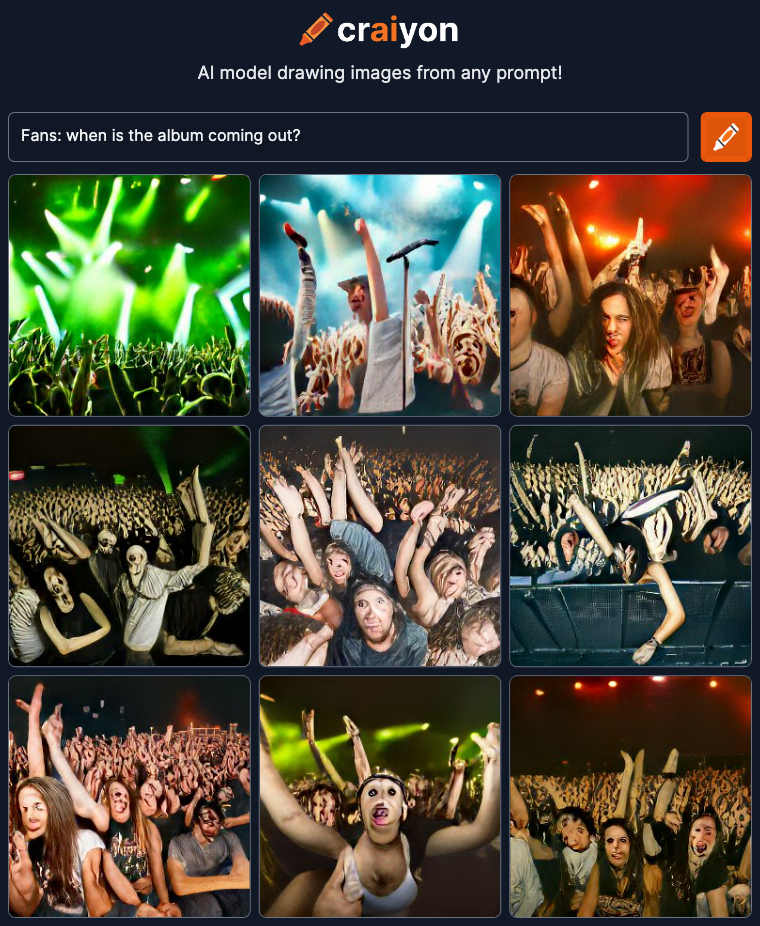 craiyon
AI model drawing images from any prompt!
Fans: when is the album coming out?